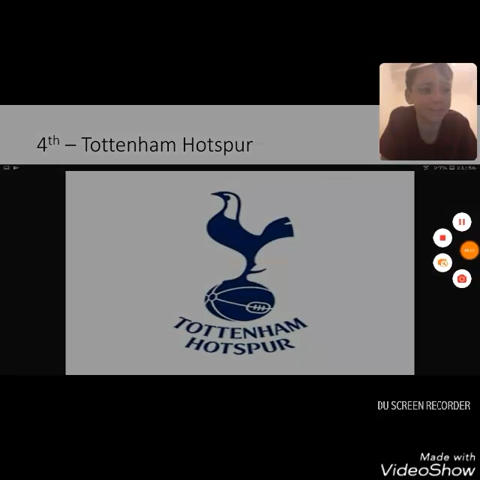 4th – Tottenham Hotspur
TOTTENHAM
HOTSPUR
DU SCREEN RECORDER
Made with
VideoShow